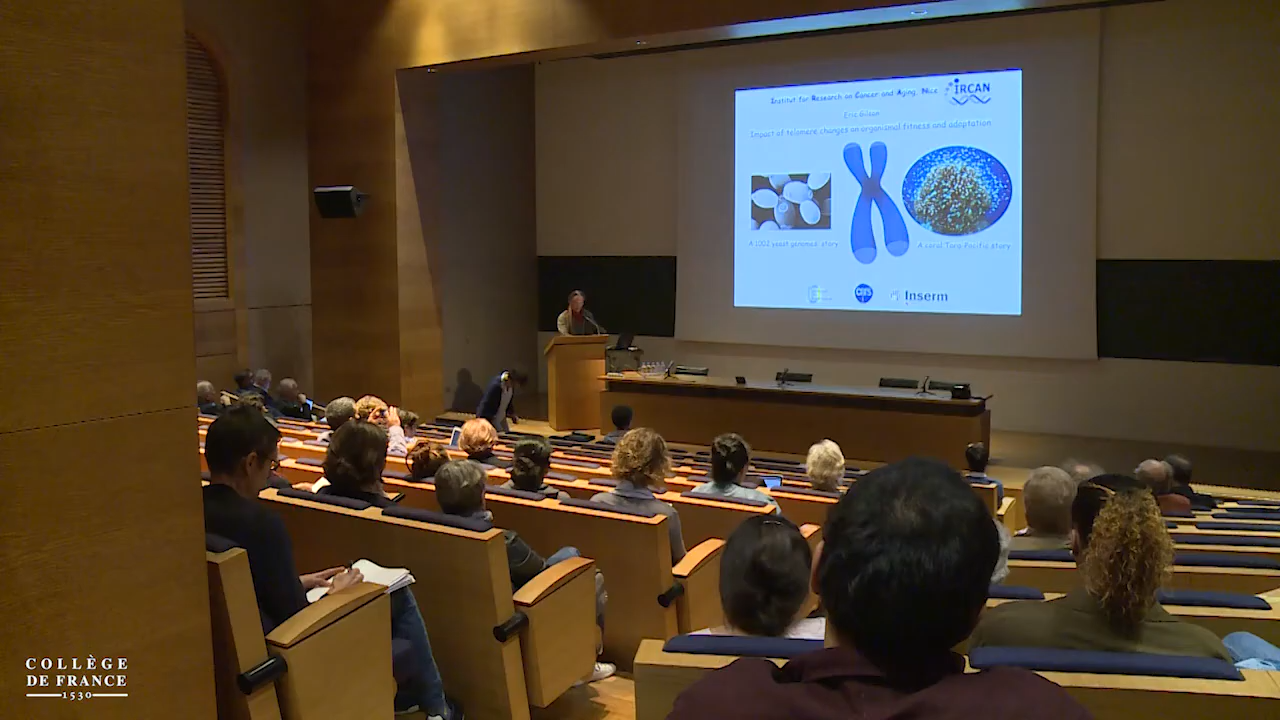 Institut for Research on Cancer and Aging, Nice
IRCAN
Eric Gilson
Impact of telomere changes on organismal fitness and adaptation
A 1002 yeast genomes story
A coral Tara Pacific story
cnrs
Inserm
COLLÈGE
DE FRANCE
1530